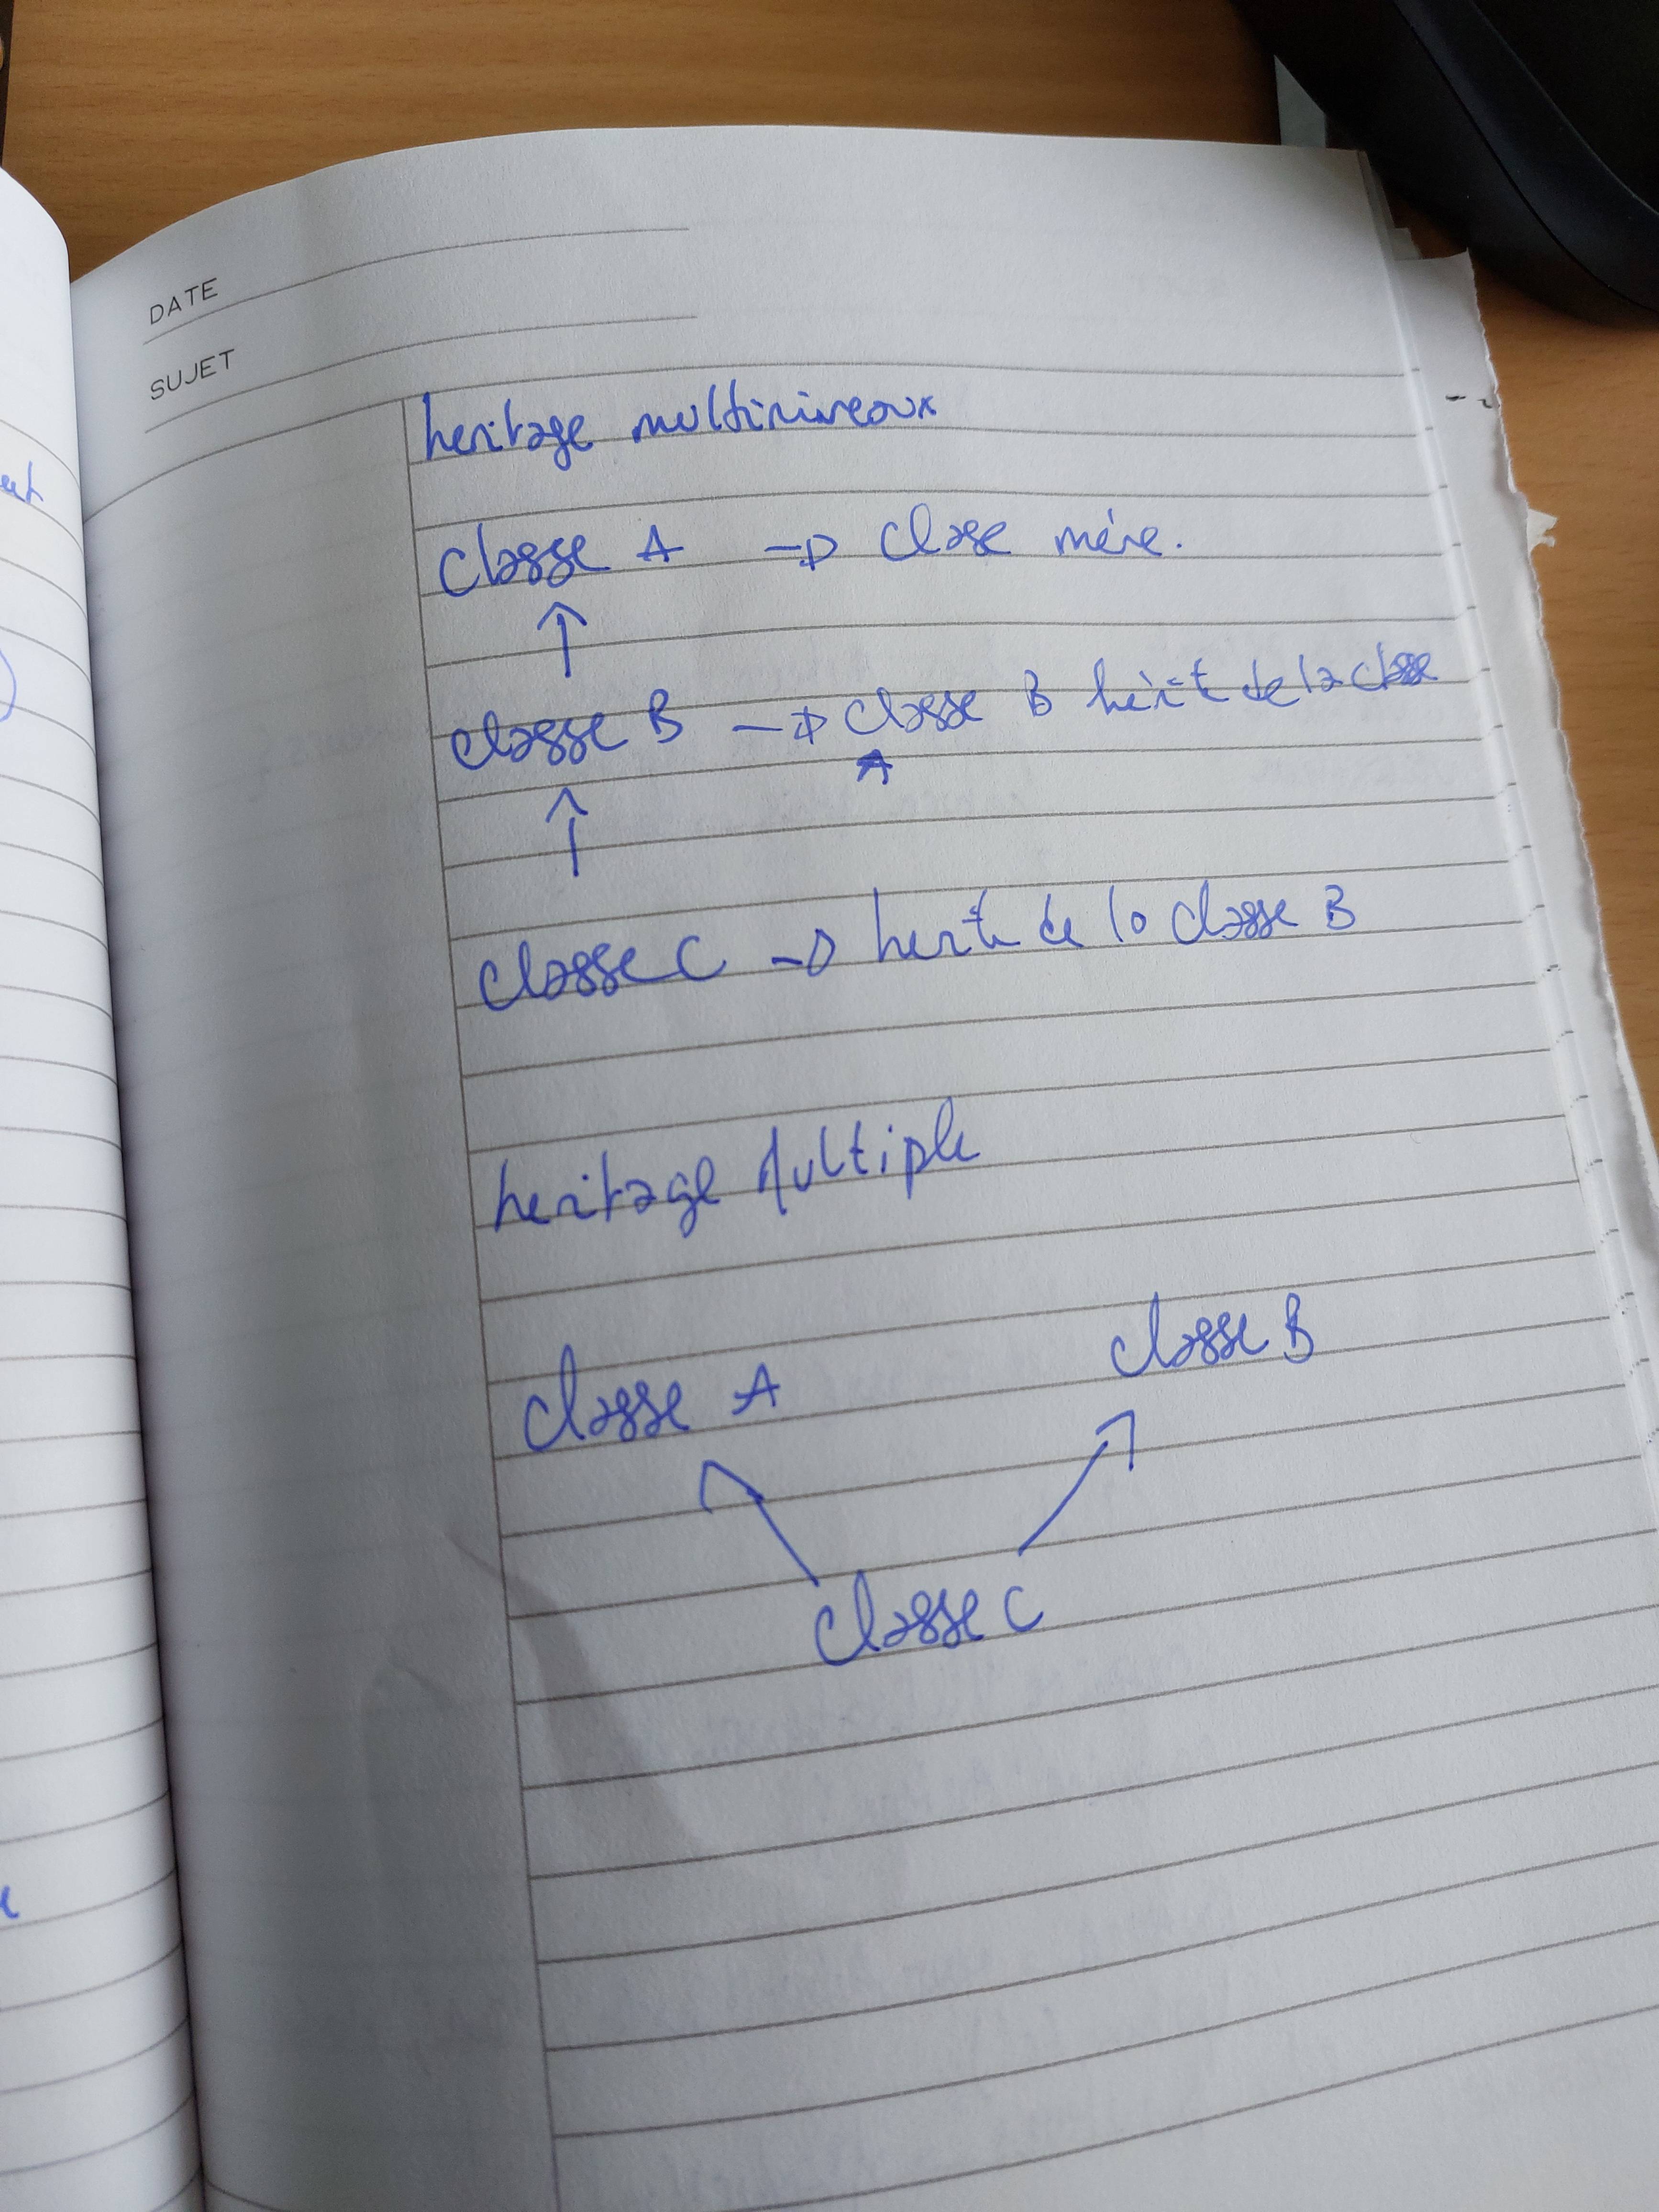 DATE
SUJET
heritage multiniveaux
classe A → classe mère.
classe B → classe B hérite de la classe
A
classe C → herite de la classe B
heritage Multiple
classe A
classe B
classe C